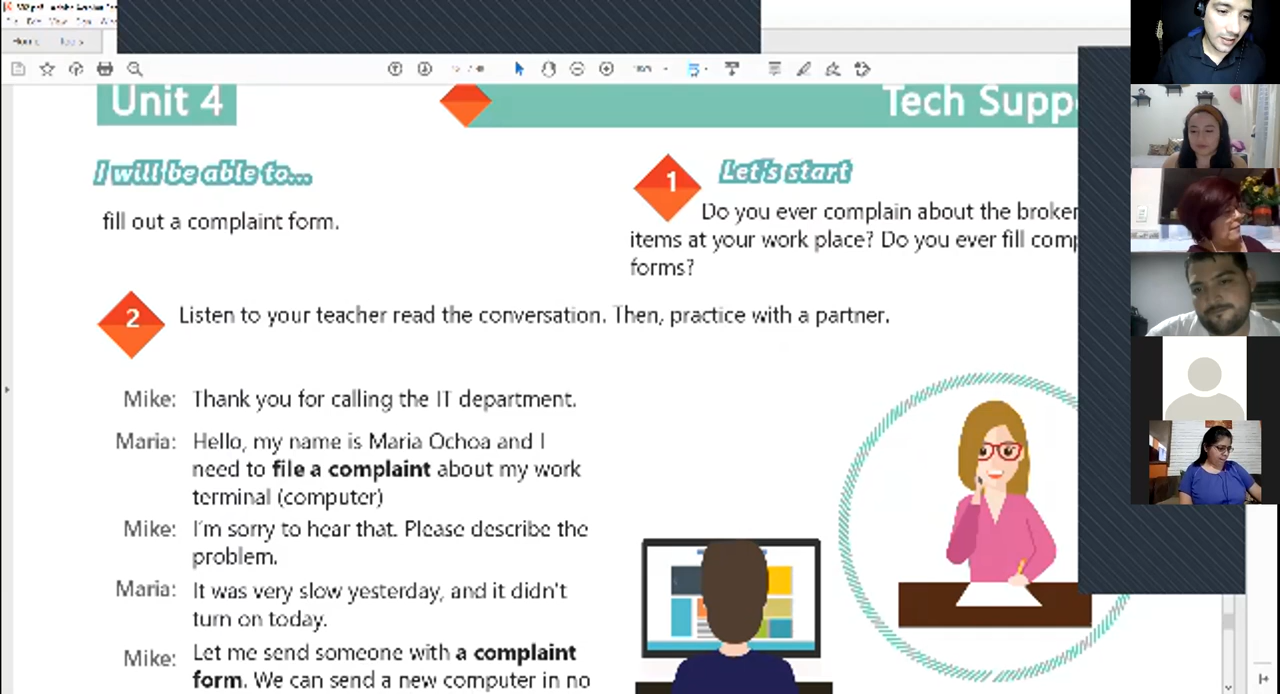 Home Tools
Unit 4
Tech Supp
I will be able to...
fill out a complaint form.
1
Let's start
Do you ever complain about the broken
items at your work place? Do you ever fill comp
forms?
2
Listen to your teacher read the conversation. Then, practice with a partner.
Mike: Thank you for calling the IT department.
Maria: Hello, my name is Maria Ochoa and I
need to file a complaint about my work
terminal (computer)
Mike: I'm sorry to hear that. Please describe the
problem.
Maria: It was very slow yesterday, and it didn't
turn on today.
Mike: Let me send someone with a complaint
form. We can send a new computer in no